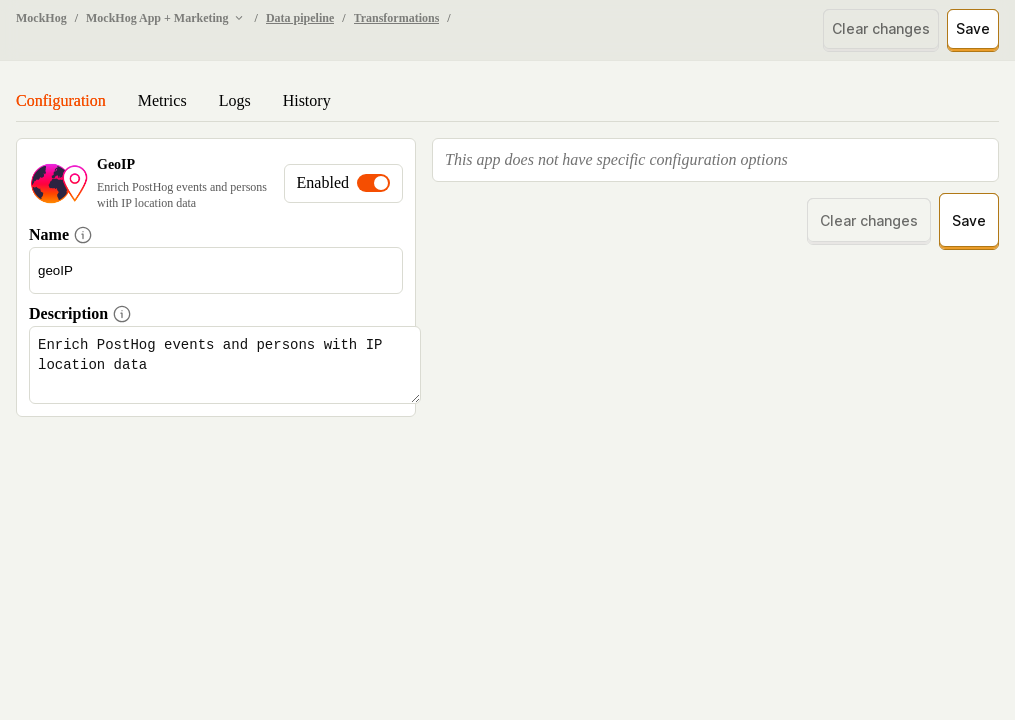 MockHog / MockHog App + Marketing / Data pipeline / Transformations /
Clear changes Save
Configuration Metrics Logs History
GeoIP
Enrich PostHog events and persons
with IP location data
Enabled
Name
geoIP
Description
Enrich PostHog events and persons with IP
location data
This app does not have specific configuration options
Clear changes Save